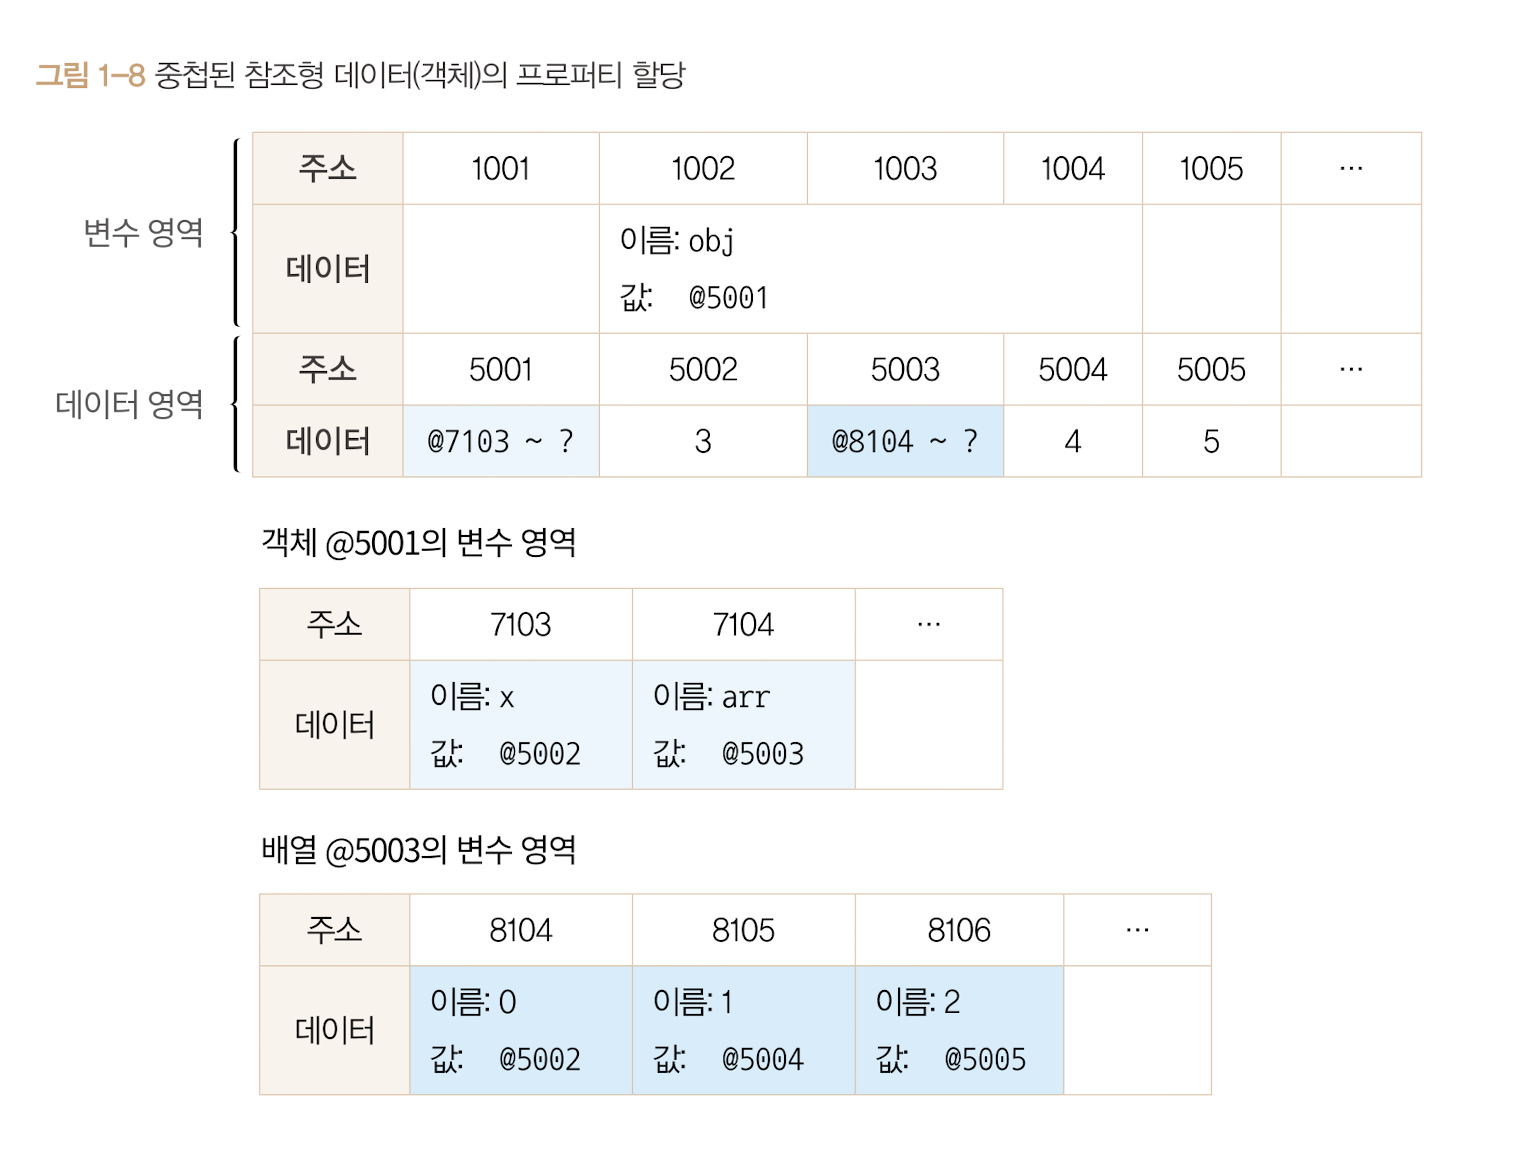 그림 1-8 중첩된 참조형 데이터(객체)의 프로퍼티 할당
변수 영역
주소 1001 1002 1003 1004 1005 …
데이터
이름: obj
값: @5001
데이터 영역
주소 5001 5002 5003 5004 5005 …
데이터 @7103 ~ ? 3 @8104 ~ ? 4 5
객체 @5001의 변수 영역
주소 7103 7104 …
데이터
이름: x 이름: arr
값: @5002 값: @5003
배열 @5003의 변수 영역
주소 8104 8105 8106 …
데이터
이름: 0 이름: 1 이름: 2
값: @5002 값: @5004 값: @5005